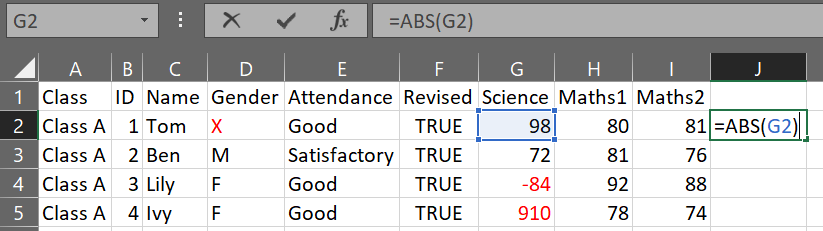 G2 fx =ABS(G2)
A B C D E F G H I J
1 Class ID Name Gender Attendance Revised Science Maths1 Maths2
2 Class A 1 Tom X Good TRUE 98 80 81 =ABS(G2)
3 Class A 2 Ben M Satisfactory TRUE 72 81 76
4 Class A 3 Lily F Good TRUE -84 92 88
5 Class A 4 Ivy F Good TRUE 910 78 74